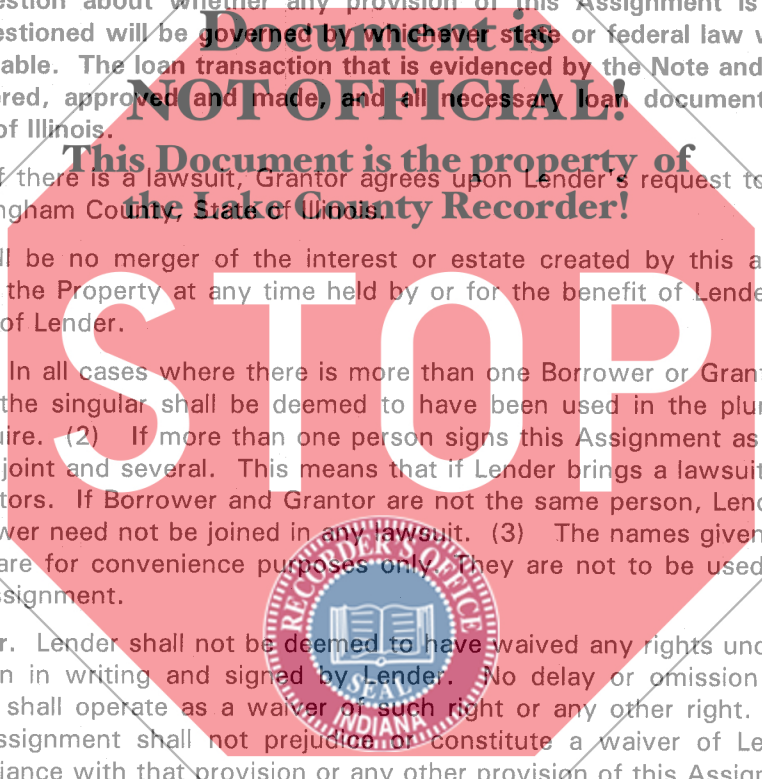 estion about whether any provision of this Assignment is
estioned will be governed by whichever state or federal law w
able. The loan transaction that is evidenced by the Note and
ered, approved and made, and all necessary loan document
of Illinois.
Document is
NOT OFFICIAL!
This Document is the property of
the Lake County Recorder!
f there is a lawsuit, Grantor agrees upon Lender's request to
ngham County, State of Illinois.
ll be no merger of the interest or estate created by this a
the Property at any time held by or for the benefit of Lende
of Lender.
STOP
In all cases where there is more than one Borrower or Grant
the singular shall be deemed to have been used in the plur
uire. (2) If more than one person signs this Assignment as
joint and several. This means that if Lender brings a lawsuit
tors. If Borrower and Grantor are not the same person, Lend
wer need not be joined in any lawsuit. (3) The names given
are for convenience purposes only. They are not to be used
ssignment.
RECORDER'S OFFICE
SEAL
INDIANA
r. Lender shall not be deemed to have waived any rights und
n in writing and signed by Lender. No delay or omission
shall operate as a waiver of such right or any other right.
ssignment shall not prejudice or constitute a waiver of Le
iance with that provision or any other provision of this Assign